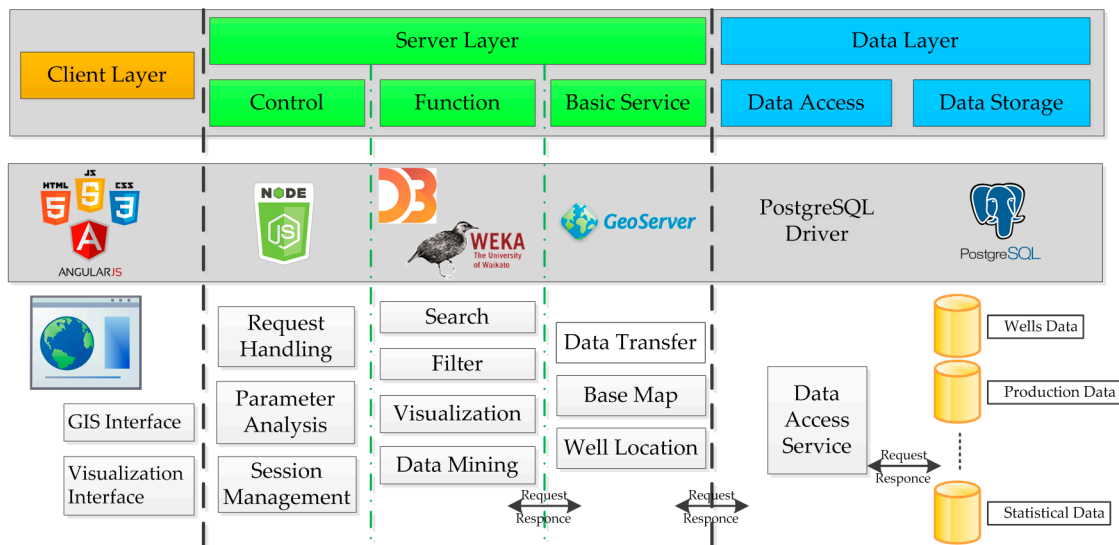 Client Layer
Server Layer
Data Layer
Control
Function
Basic Service
Data Access
Data Storage
HTML
JS
CSS
5
5
3
A
ANGULARJS
NODE
JS
D3
WEKA
The University
of Waikato
GeoServer
PostgreSQL
Driver
PostgreSQL
GIS Interface
Visualization
Interface
Request
Handling
Parameter
Analysis
Session
Management
Search
Filter
Visualization
Data Mining
Request
Responce
Data Transfer
Base Map
Well Location
Request
Responce
Data
Access
Service
Request
Responce
Wells Data
Production Data
Statistical Data